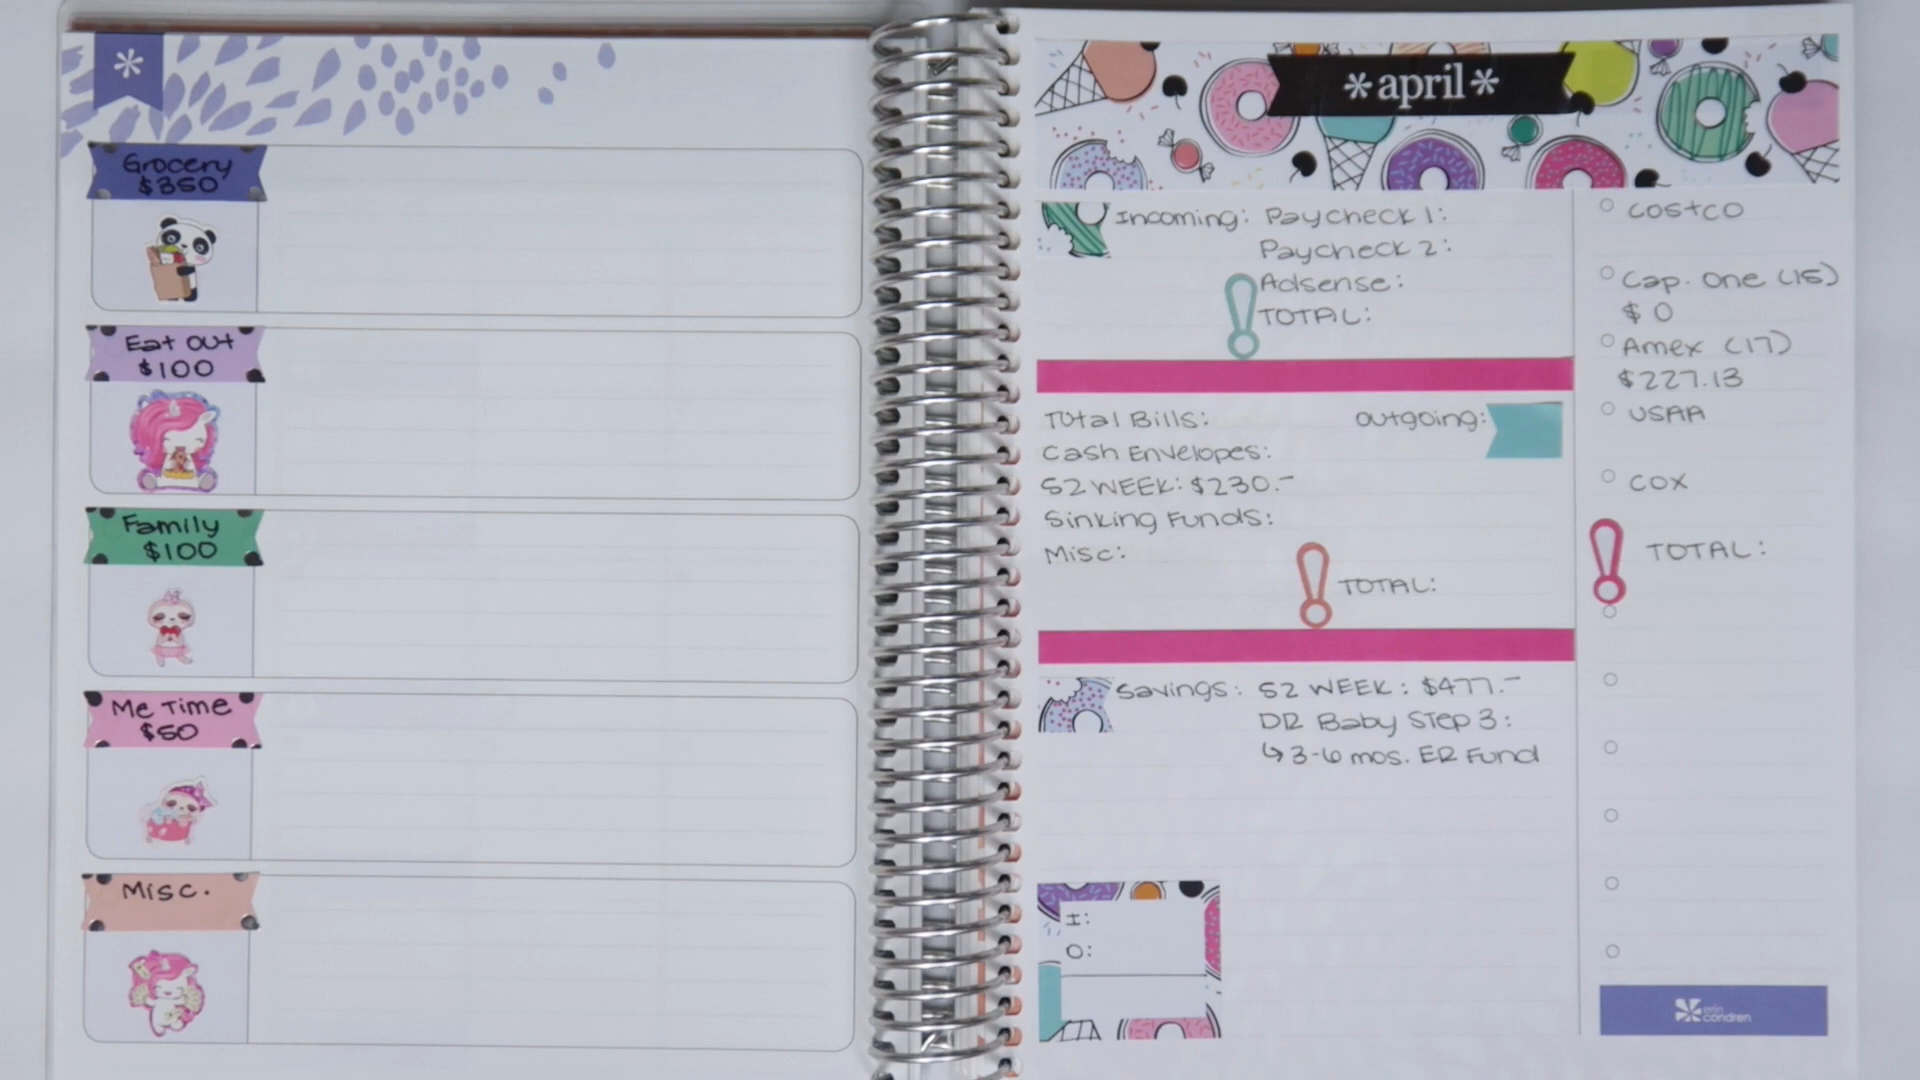 Grocery
$350
Eat Out
$100
Family
$100
Me Time
$50
Misc.
*april*
Incoming: Paycheck 1:
Paycheck 2:
Adsense:
TOTAL:
Total Bills:
Outgoing:
Cash Envelopes:
52 WEEK: $230.-
Sinking Funds:
Misc:
TOTAL:
Savings: 52 WEEK: $477.-
DR Baby Step 3:
↳ 3-6 mos. ER Fund
I:
O:
Costco
Cap. One (15)
$0
Amex (17)
$227.13
USAA
COX
TOTAL:
erin
condren